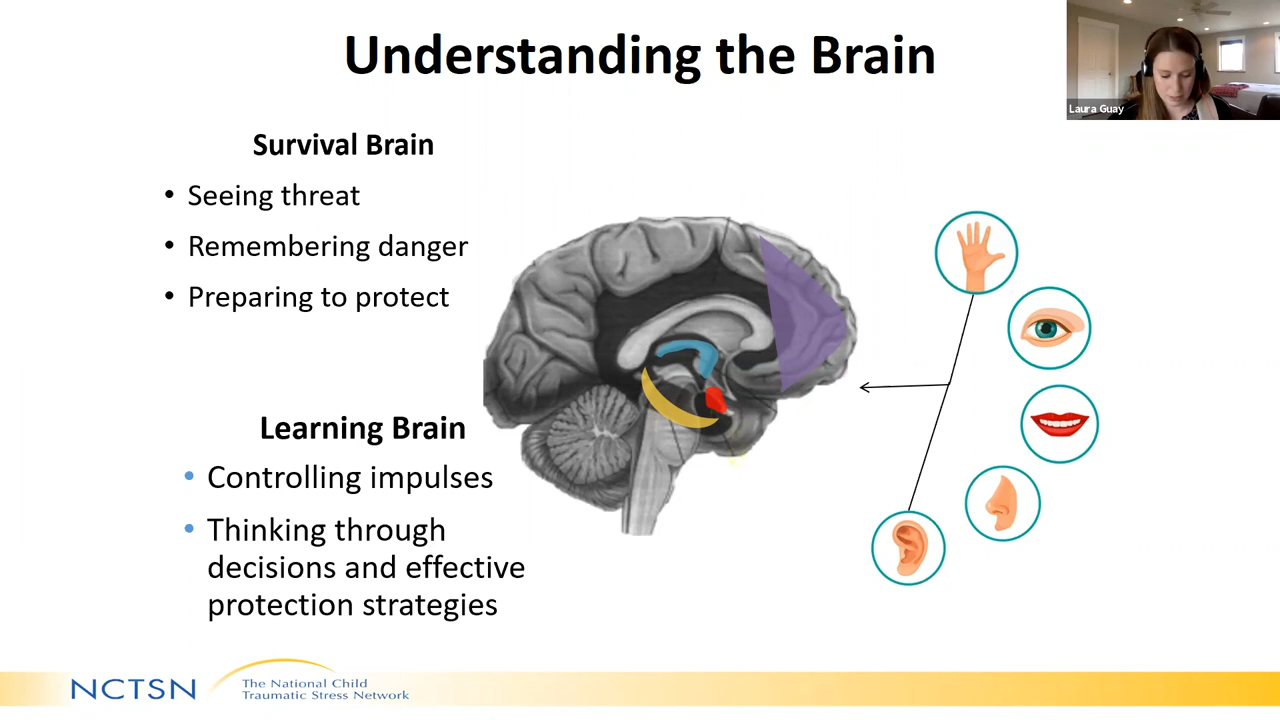 Understanding the Brain
Laura Guay
Survival Brain
• Seeing threat
• Remembering danger
• Preparing to protect
Learning Brain
• Controlling impulses
• Thinking through
decisions and effective
protection strategies
NCTSN
The National Child
Traumatic Stress Network